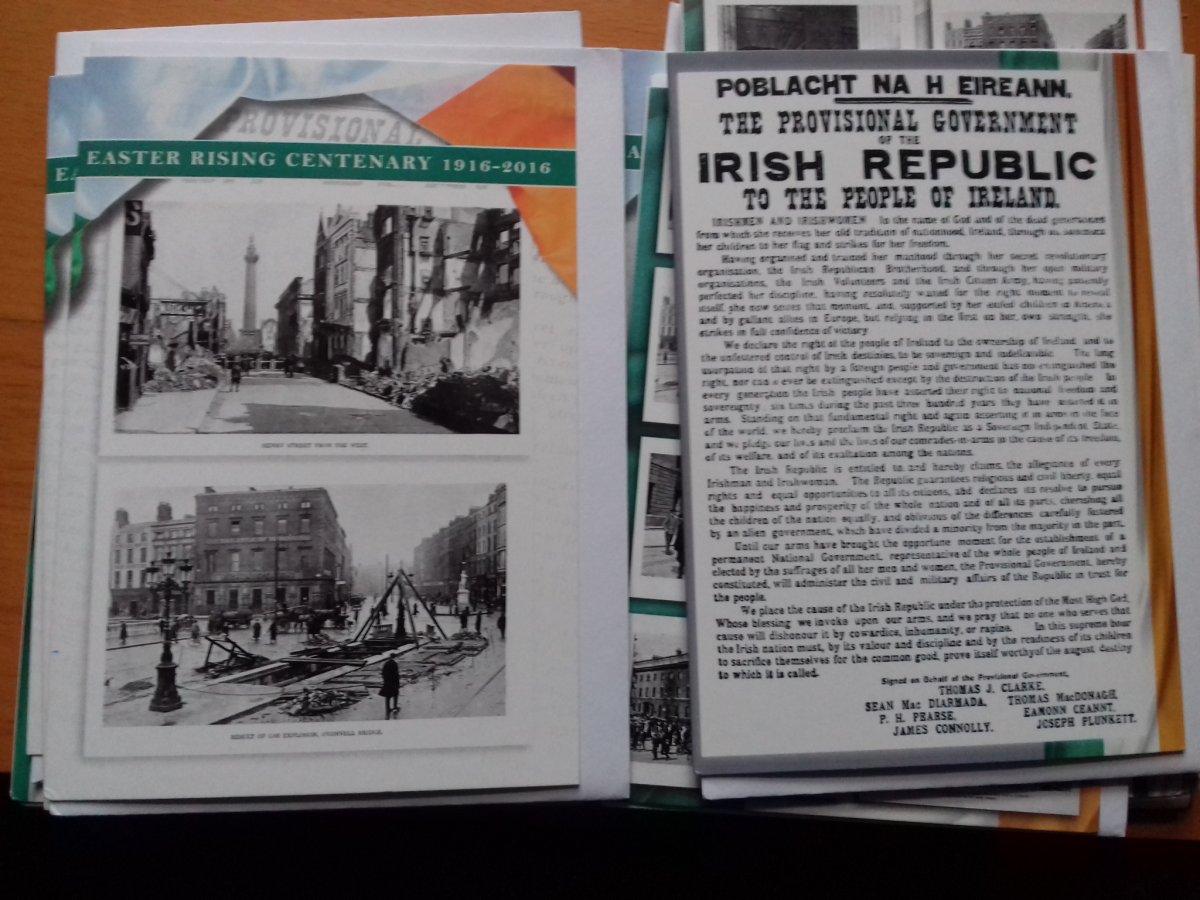 PROVISIONAL
EASTER RISING CENTENARY 1916-2016
HENRY STREET FROM THE WEST.
RESULT OF GAS EXPLOSION, O'CONNELL BRIDGE.
POBLACHT NA H EIREANN.
THE PROVISIONAL GOVERNMENT
OF THE
IRISH REPUBLIC
TO THE PEOPLE OF IRELAND.
IRISHMEN AND IRISHWOMEN In the name of God and of the dead generations
from which she receives her old tradition of nationhood, Ireland, through us, summons
her children to her flag and strikes for her freedom.
Having organised and trained her manhood through her secret revolutionary
organisation, the Irish Republican Brotherhood, and through her open military
organisations, the Irish Volunteers and the Irish Citizen Army, having patiently
perfected her discipline, having resolutely waited for the right moment to reveal
itself, she now seizes that moment, and, supported by her exiled children in America
and by gallant allies in Europe, but relying in the first on her own strength, she
strikes in full confidence of victory.
We declare the right of the people of Ireland to the ownership of Ireland, and to
the unfettered control of Irish destinies, to be sovereign and indefeasible. The long
usurpation of that right by a foreign people and government has not extinguished the
right, nor can it ever be extinguished except by the destruction of the Irish people. In
every generation the Irish people have asserted their right to national freedom and
sovereignty; six times during the past three hundred years they have asserted it in
arms. Standing on that fundamental right and again asserting it in arms in the face
of the world, we hereby proclaim the Irish Republic as a Sovereign Independent State,
and we pledge our lives and the lives of our comrades-in-arms to the cause of its freedom,
of its welfare, and of its exaltation among the nations.
The Irish Republic is entitled to, and hereby claims, the allegiance of every
Irishman and Irishwoman. The Republic guarantees religious and civil liberty, equal
rights and equal opportunities to all its citizens, and declares its resolve to pursue
the happiness and prosperity of the whole nation and of all its parts, cherishing all
the children of the nation equally, and oblivious of the differences carefully fostered
by an alien government, which have divided a minority from the majority in the past.
Until our arms have brought the opportune moment for the establishment of a
permanent National Government, representative of the whole people of Ireland and
elected by the suffrages of all her men and women, the Provisional Government, hereby
constituted, will administer the civil and military affairs of the Republic in trust for
the people.
We place the cause of the Irish Republic under the protection of the Most High God,
Whose blessing we invoke upon our arms, and we pray that no one who serves that
cause will dishonour it by cowardice, inhumanity, or rapine. In this supreme hour
the Irish nation must, by its valour and discipline and by the readiness of its children
to sacrifice themselves for the common good, prove itself worthy of the august destiny
to which it is called.
Signed on Behalf of the Provisional Government,
THOMAS J. CLARKE,
SEAN Mac DIARMADA, THOMAS MacDONAGH,
P. H. PEARSE, EAMONN CEANNT,
JAMES CONNOLLY, JOSEPH PLUNKETT.